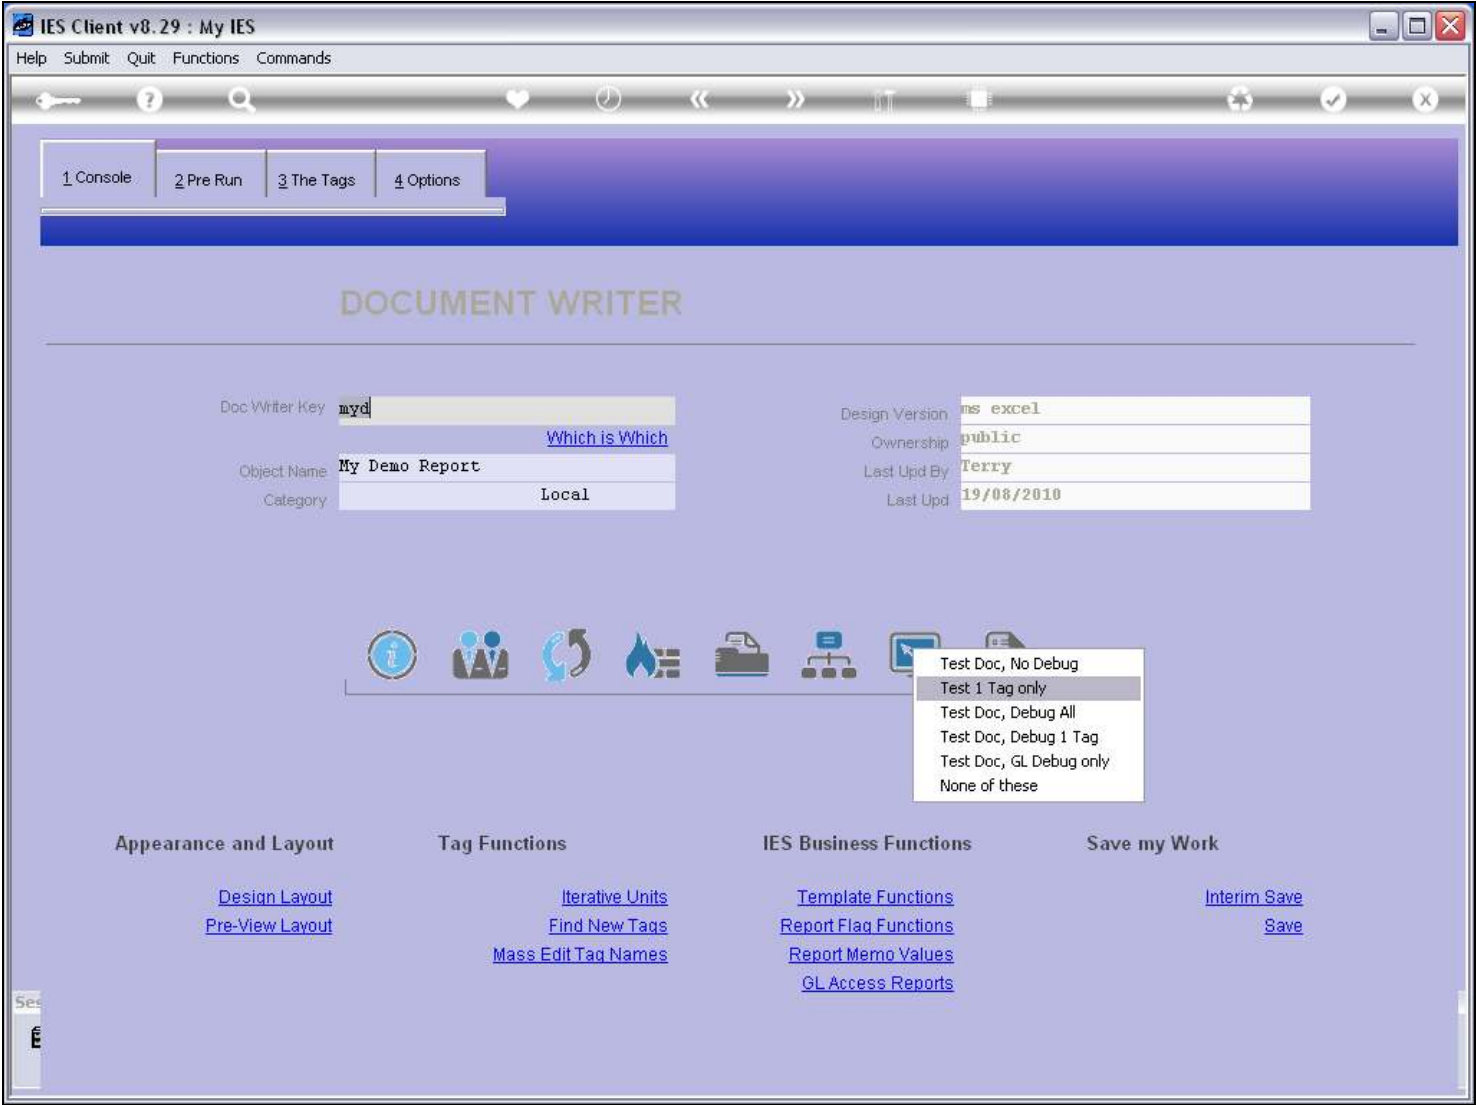 IES Client v8.29 : My IES
Help Submit Quit Functions Commands
1 Console 2 Pre Run 3 The Tags 4 Options
DOCUMENT WRITER
Doc Writer Key myd
Which is Which
Object Name My Demo Report
Category Local
Design Version ms excel
Ownership public
Last Upd By Terry
Last Upd 19/08/2010
Test Doc, No Debug
Test 1 Tag only
Test Doc, Debug All
Test Doc, Debug 1 Tag
Test Doc, GL Debug only
None of these
Appearance and Layout
Design Layout
Pre-View Layout
Tag Functions
Iterative Units
Find New Tags
Mass Edit Tag Names
IES Business Functions
Template Functions
Report Flag Functions
Report Memo Values
GL Access Reports
Save my Work
Interim Save
Save